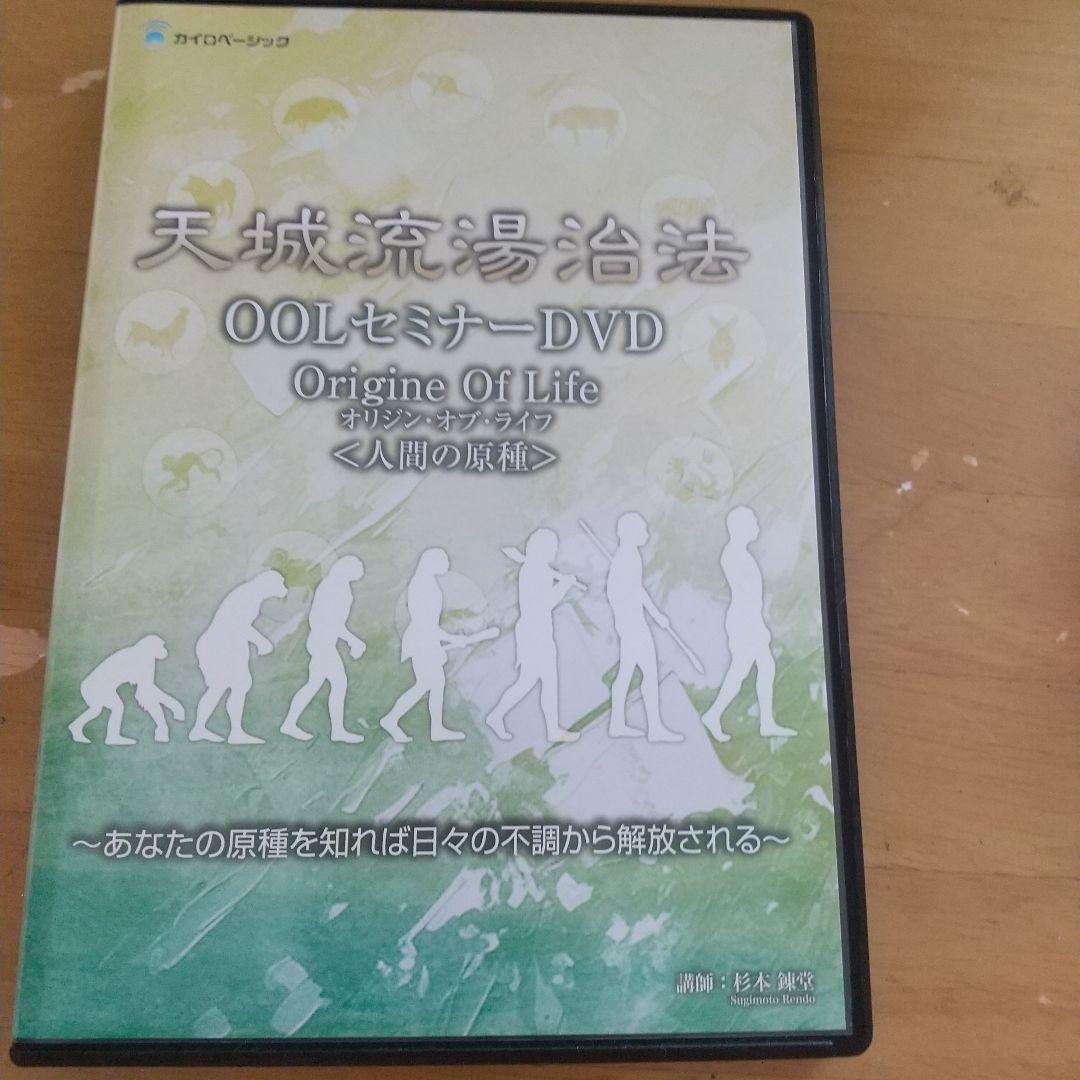 カイロベーシック
天城流湯治法
OOLセミナーDVD
Origine Of Life
オリジン・オブ・ライフ
<人間の原種>
~あなたの原種を知れば日々の不調から解放される~
講師：杉本 錬堂
Sugimoto Rendo